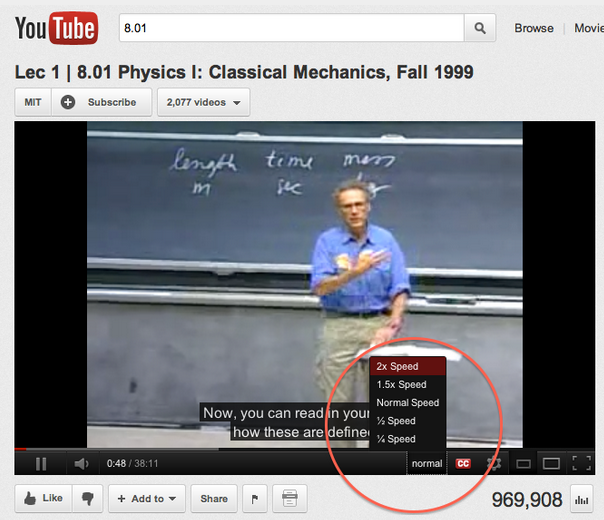 YouTube 8.01 Browse Movie
Lec 1 | 8.01 Physics I: Classical Mechanics, Fall 1999
MIT Subscribe 2,077 videos
length time mass
m sec kg
2x Speed
1.5x Speed
Normal Speed
½ Speed
¼ Speed
Now, you can read in your
how these are define
0:48 / 38:11 normal CC
Like Add to Share 969,908